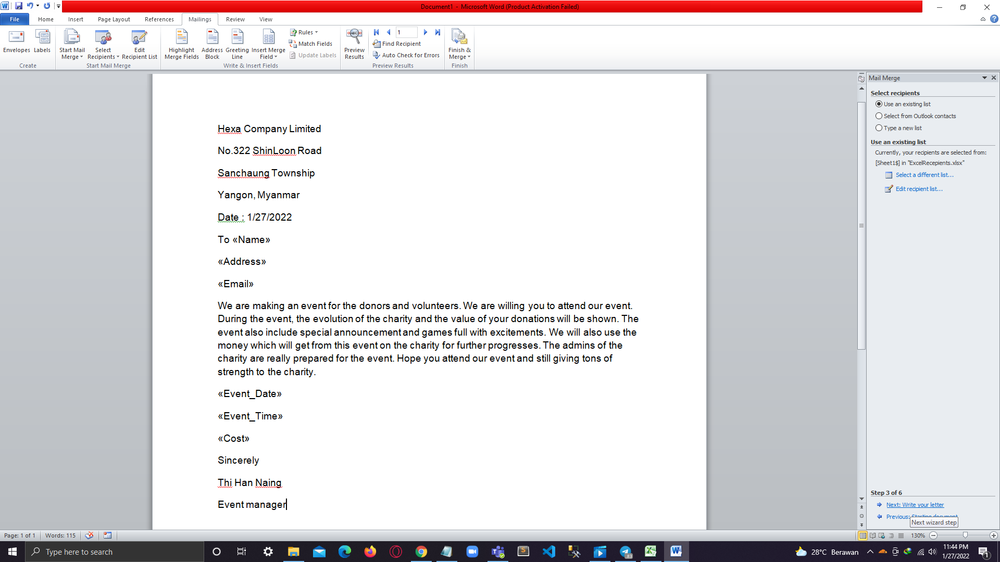 Document1 - Microsoft Word (Product Activation Failed)
File Home Insert Page Layout References Mailings Review View
Envelopes Labels
Create
Start Mail Merge
Select Recipients
Edit Recipient List
Start Mail Merge
Highlight Merge Fields
Address Block
Greeting Line
Insert Merge Field
Rules
Match Fields
Update Labels
Write & Insert Fields
ABC
Preview Results
1
Find Recipient
Auto Check for Errors
Preview Results
Finish & Merge
Finish
Hexa Company Limited
No.322 ShinLoon Road
Sanchaung Township
Yangon, Myanmar
Date : 1/27/2022
To «Name»
«Address»
«Email»
We are making an event for the donors and volunteers. We are willing you to attend our event.
During the event, the evolution of the charity and the value of your donations will be shown. The
event also include special announcement and games full with excitements. We will also use the
money which will get from this event on the charity for further progresses. The admins of the
charity are really prepared for the event. Hope you attend our event and still giving tons of
strength to the charity.
«Event_Date»
«Event_Time»
«Cost»
Sincerely
Thi Han Naing
Event manager
Mail Merge
Select recipients
Use an existing list
Select from Outlook contacts
Type a new list
Use an existing list
Currently, your recipients are selected from:
[Sheet1$] in "ExcelRecepients.xlsx"
Select a different list...
Edit recipient list...
Step 3 of 6
Next: Write your letter
Previous: Starting document
Next wizard step
Page: 1 of 1 Words: 115
130%
Type here to search
83
28°C Berawan
11:44 PM
1/27/2022
1